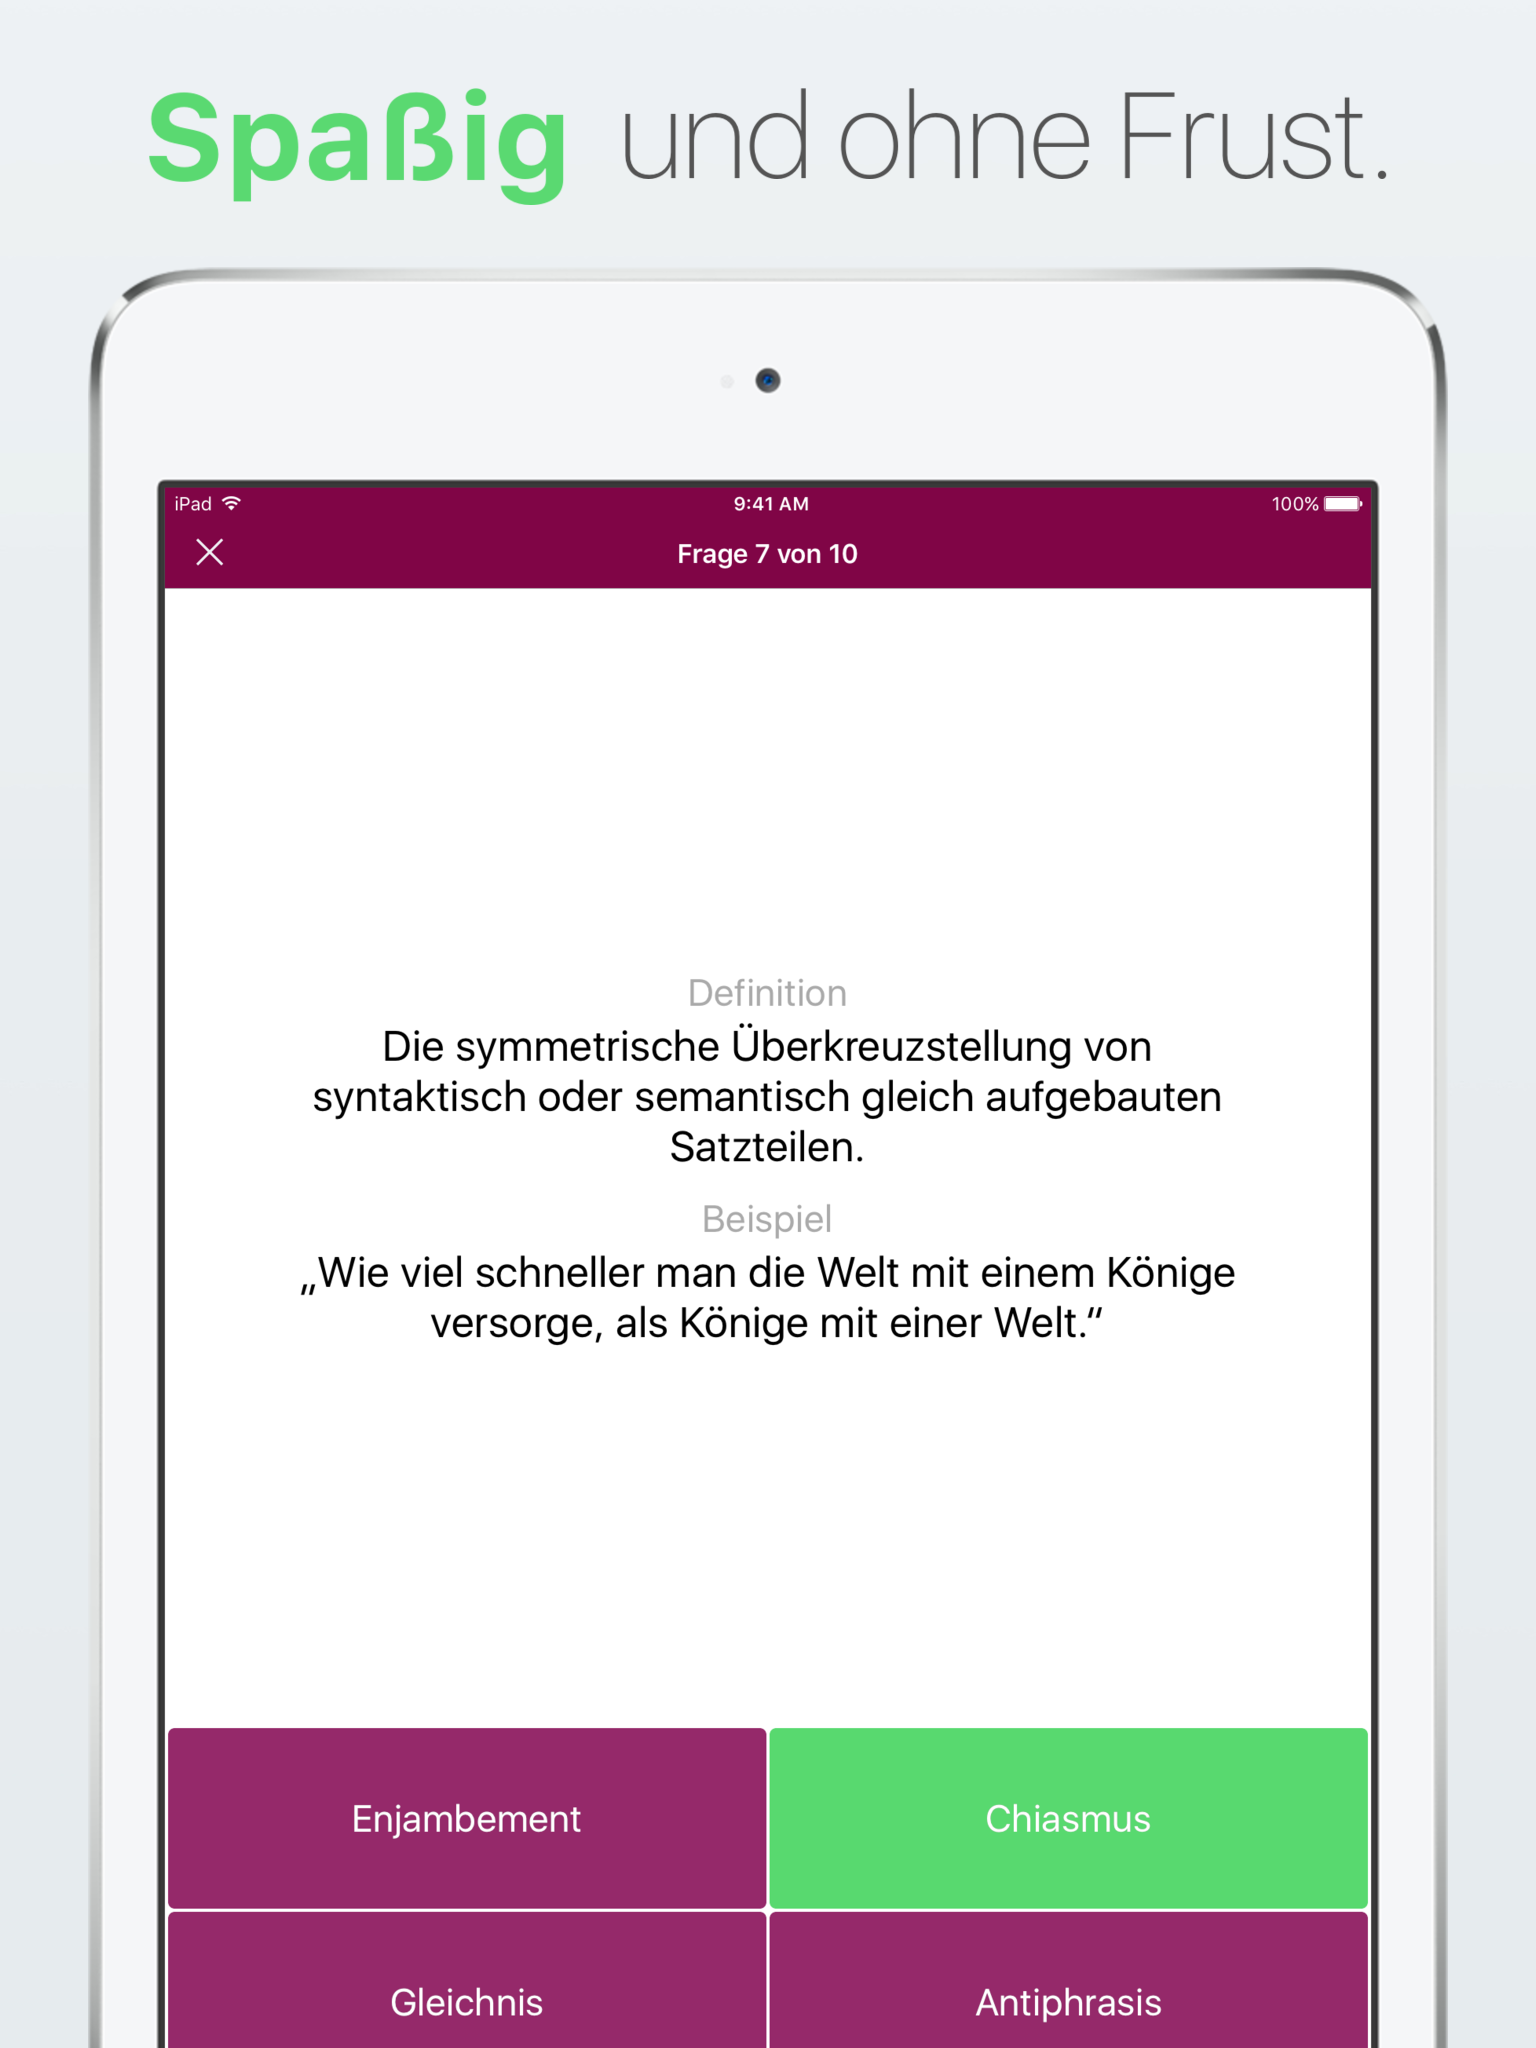 Spaßig und ohne Frust.
iPad 9:41 AM 100%
Frage 7 von 10
Definition
Die symmetrische Überkreuzstellung von
syntaktisch oder semantisch gleich aufgebauten
Satzteilen.
Beispiel
„Wie viel schneller man die Welt mit einem Könige
versorge, als Könige mit einer Welt.“
Enjambement Chiasmus
Gleichnis Antiphrasis